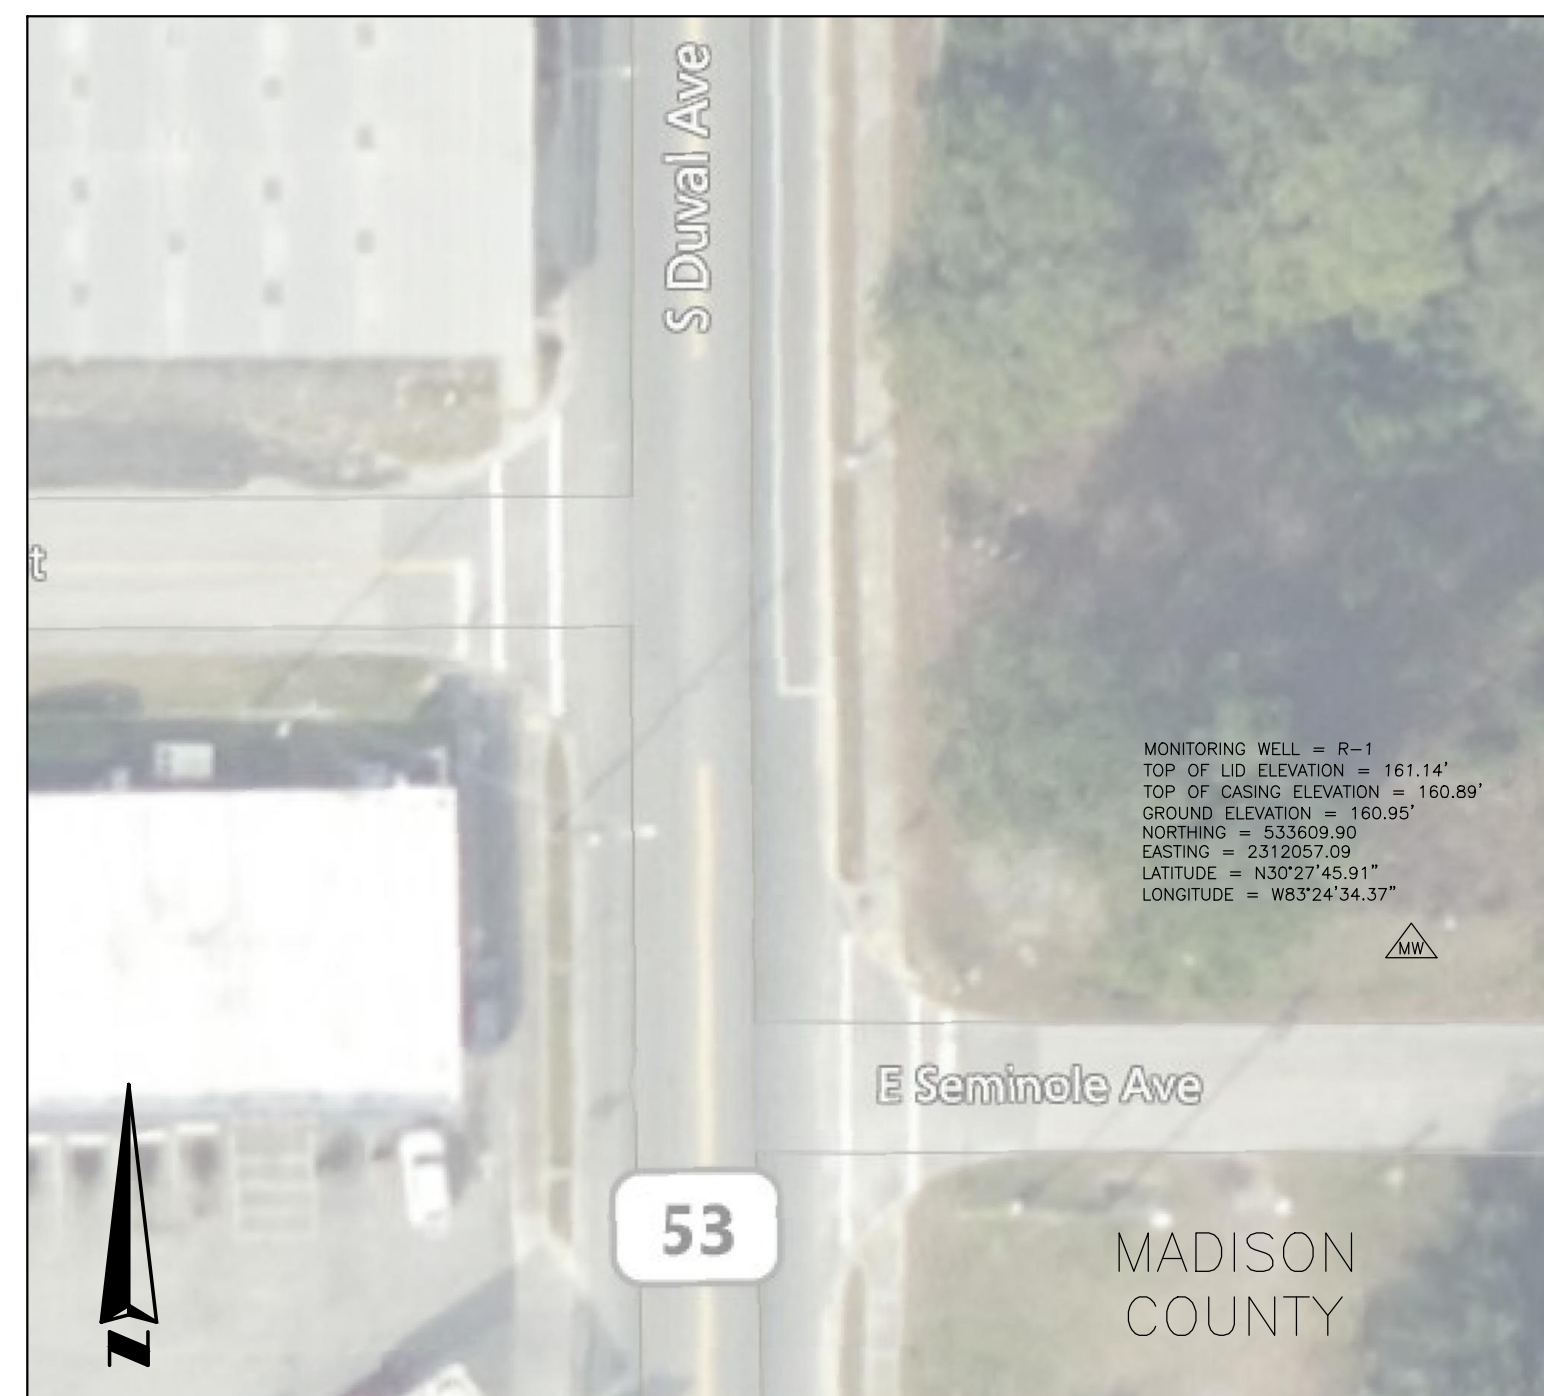 S Duval Ave
t
MONITORING WELL = R-1
TOP OF LID ELEVATION = 161.14'
TOP OF CASING ELEVATION = 160.89'
GROUND ELEVATION = 160.95'
NORTHING = 533609.90
EASTING = 2312057.09
LATITUDE = N30°27'45.91"
LONGITUDE = W83°24'34.37"
MW
E Seminole Ave
53
MADISON
COUNTY
N